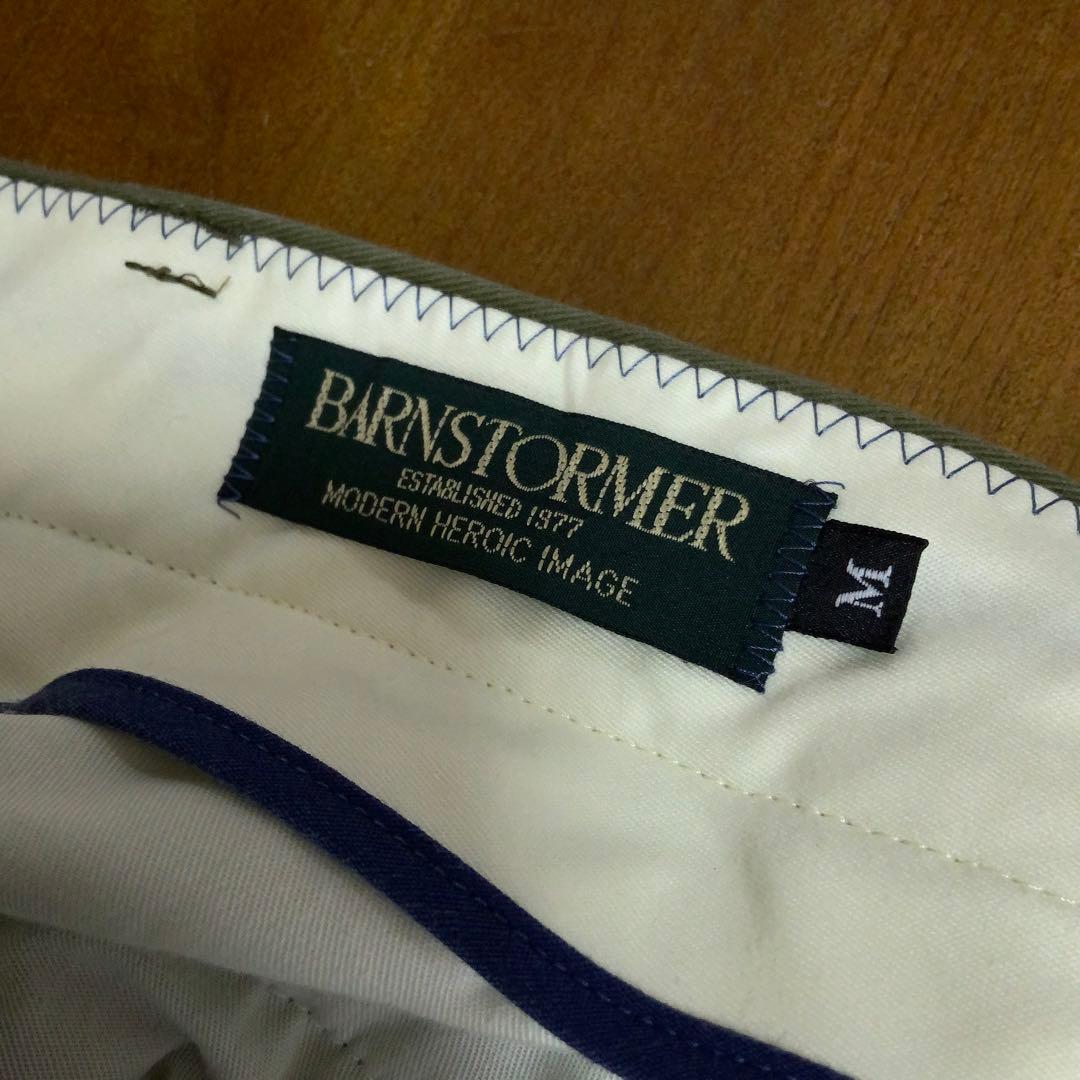 BARNSTORMER
ESTABLISHED 1977
MODERN HEROIC IMAGE
M